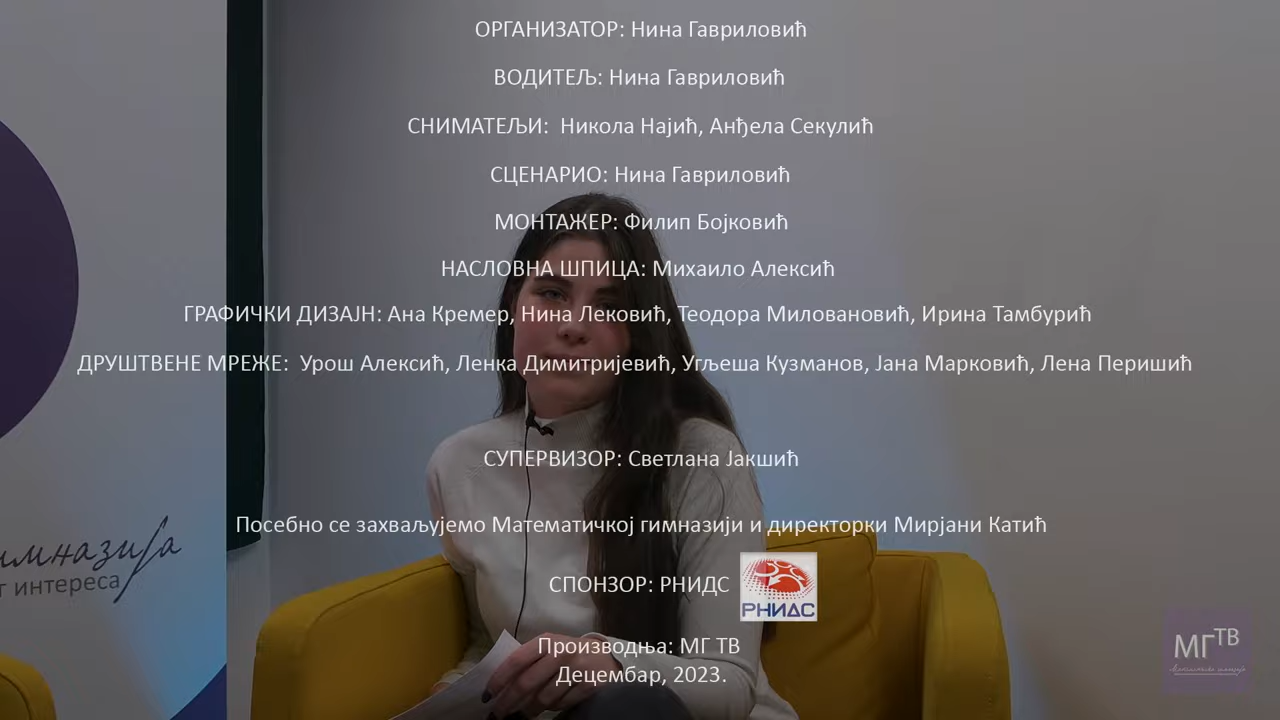 ОРГАНИЗАТОР: Нина Гавриловић
ВОДИТЕЉ: Нина Гавриловић
СНИМАТЕЉИ: Никола Најић, Анђела Секулић
СЦЕНАРИО: Нина Гавриловић
МОНТАЖЕР: Филип Бојковић
НАСЛОВНА ШПИЦА: Михаило Алексић
ГРАФИЧКИ ДИЗАЈН: Ана Кремер, Нина Лековић, Теодора Миловановић, Ирина Тамбурић
ДРУШТВЕНЕ МРЕЖЕ: Урош Алексић, Ленка Димитријевић, Угљеша Кузманов, Јана Марковић, Лена Перишић
СУПЕРВИЗОР: Светлана Јакшић
Посебно се захваљујемо Математичкој гимназији и директорки Мирјани Катић
имназија
т интереса
СПОНЗОР: РНИДС
РНИДС
Производња: МГ ТВ
Децембар, 2023.
МГ ТВ